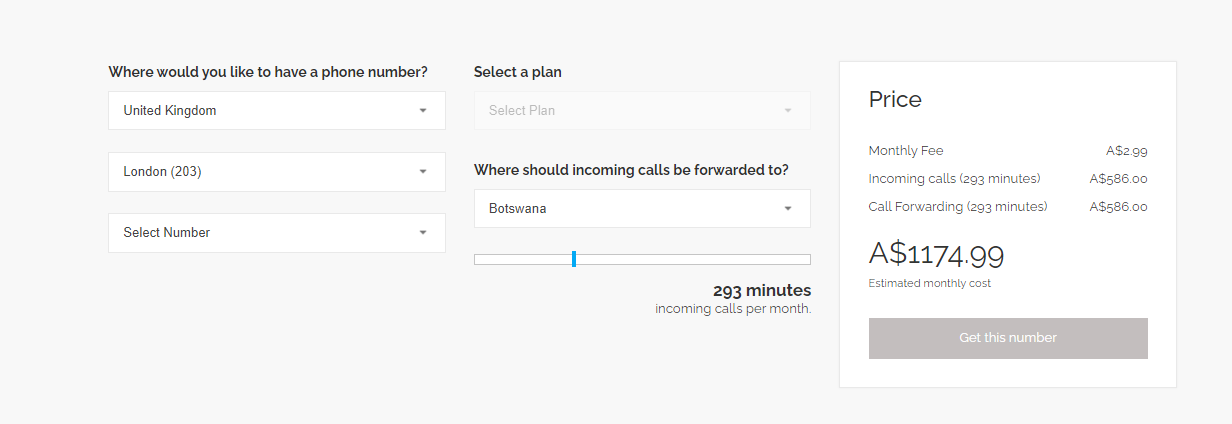 Where would you like to have a phone number?
United Kingdom
London (203)
Select Number
Select a plan
Select Plan
Where should incoming calls be forwarded to?
Botswana
293 minutes
incoming calls per month.
Price
Monthly Fee A$2.99
Incoming calls (293 minutes) A$586.00
Call Forwarding (293 minutes) A$586.00
A$1174.99
Estimated monthly cost
Get this number